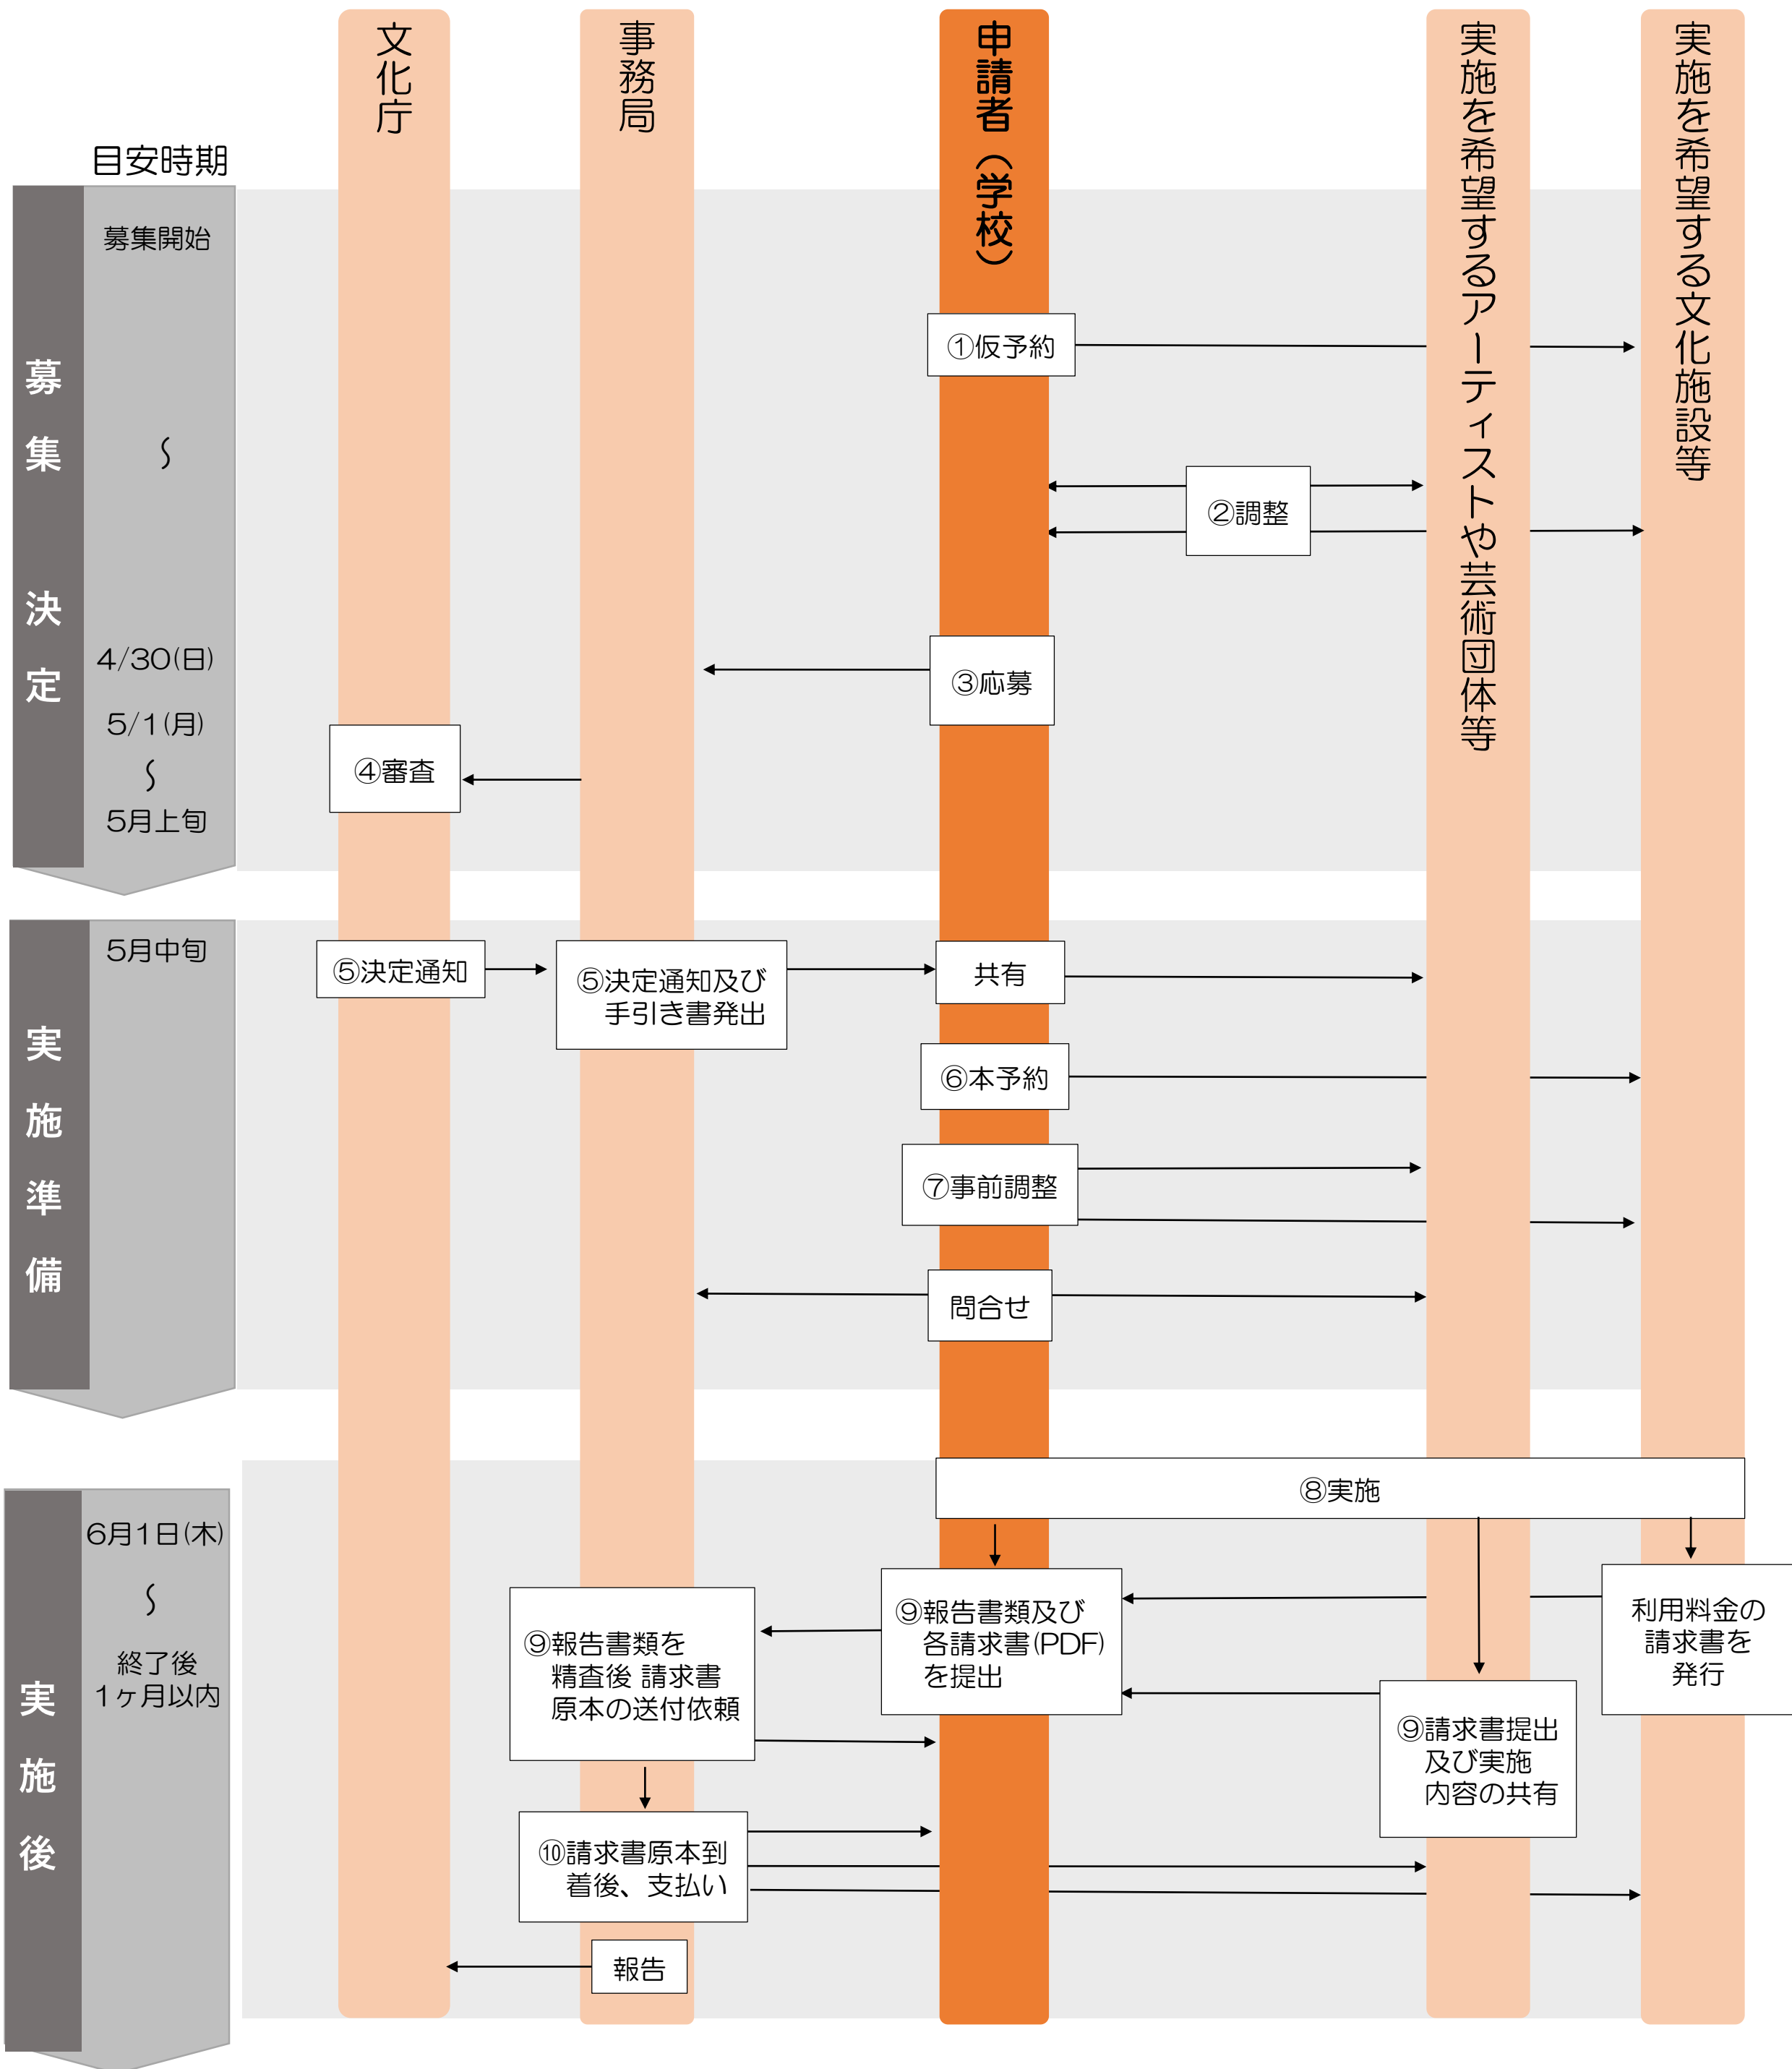 文化庁
事務局
申請者（学校）
実施を希望するアーティストや芸術団体等
実施を希望する文化施設等
目安時期
募集　決定
募集開始
～
4/30(日)
5/1(月)
～
5月上旬
①仮予約
②調整
③応募
④審査
実施準備
5月中旬
⑤決定通知
⑤決定通知及び
手引き書発出
共有
⑥本予約
⑦事前調整
問合せ
実施後
6月1日(木)
～
終了後
1ヶ月以内
⑧実施
⑨報告書類及び
各請求書(PDF)
を提出
利用料金の
請求書を
発行
⑨報告書類を
精査後 請求書
原本の送付依頼
⑨請求書提出
及び実施
内容の共有
⑩請求書原本到
着後、支払い
報告